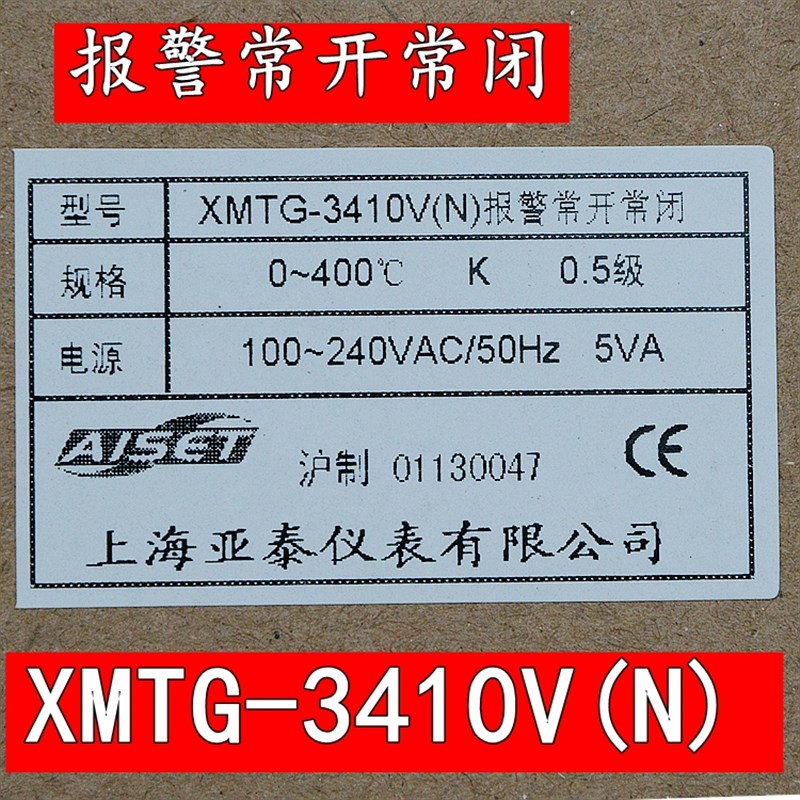 报警常开常闭
型号 XMTG-3410V(N)报警常开常闭
规格 0~400℃ K 0.5级
电源 100~240VAC/50Hz 5VA
AISET 沪制 01130047 CE
上海亚泰仪表有限公司
XMTG-3410V(N)